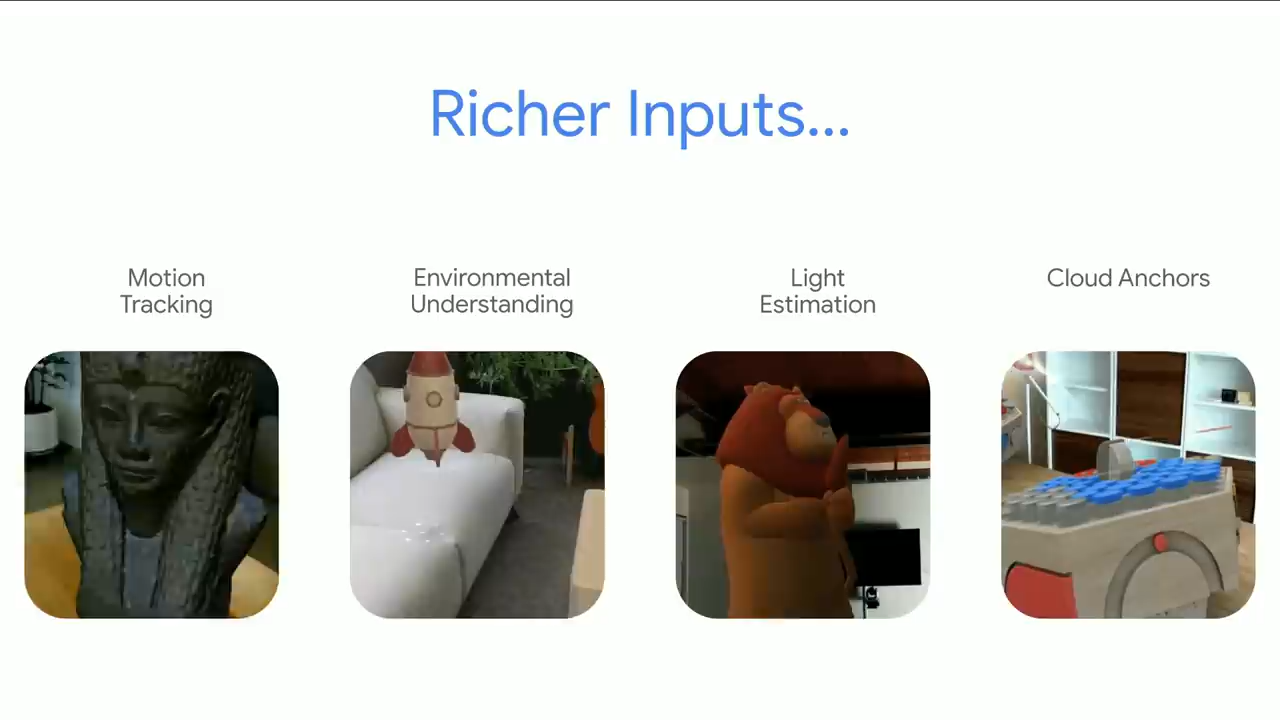 Richer Inputs...
Motion
Tracking
Environmental
Understanding
Light
Estimation
Cloud Anchors